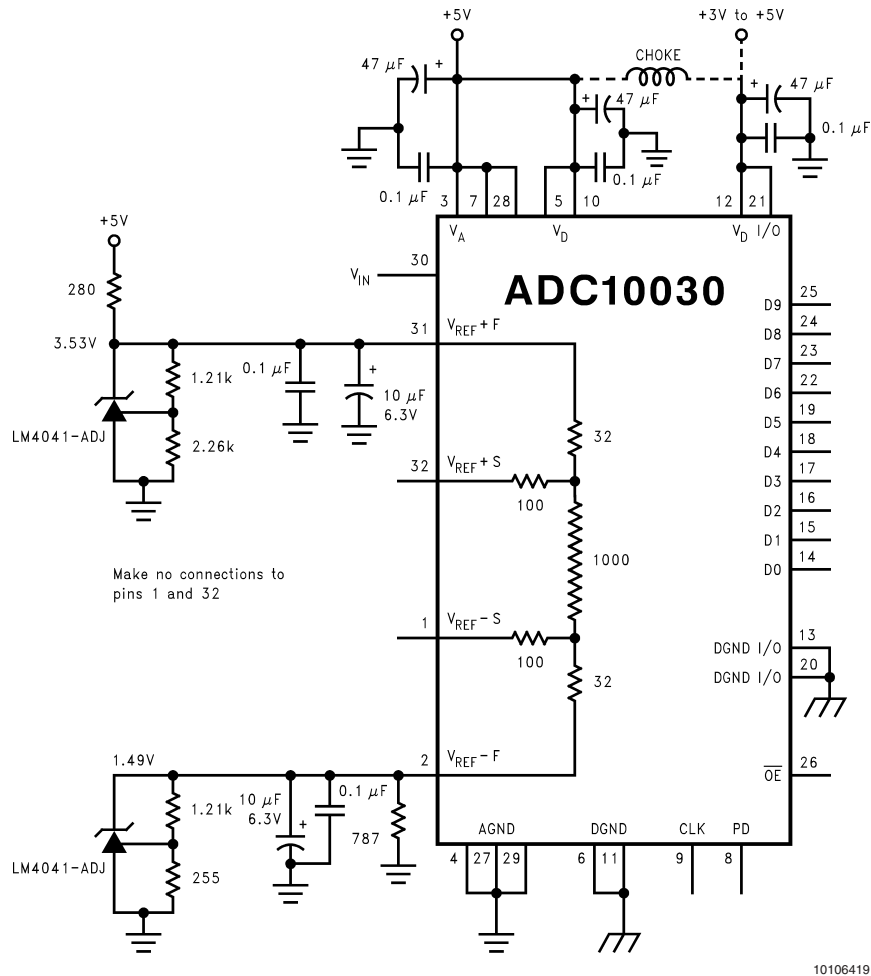 +5V
+3V to +5V
CHOKE
47 µF +
+ 47 µF
+ 47 µF
0.1 µF
0.1 µF
0.1 µF
3 7 28 5 10 12 21
V_A V_D V_D I/O
+5V
280
3.53V
V_IN 30
ADC10030
31 V_REF+F
1.21k
0.1 µF
+
10 µF
6.3V
LM4041-ADJ
2.26k
32
32 V_REF+S
100
1000
Make no connections to
pins 1 and 32
1 V_REF−S
100
32
D9 25
D8 24
D7 23
D6 22
D5 19
D4 18
D3 17
D2 16
D1 15
D0 14
DGND I/O 13
DGND I/O 20
1.49V
2 V_REF−F
OE 26
1.21k
10 µF
6.3V
+
0.1 µF
787
LM4041-ADJ
255
AGND DGND CLK PD
4 27 29 6 11 9 8
10106419